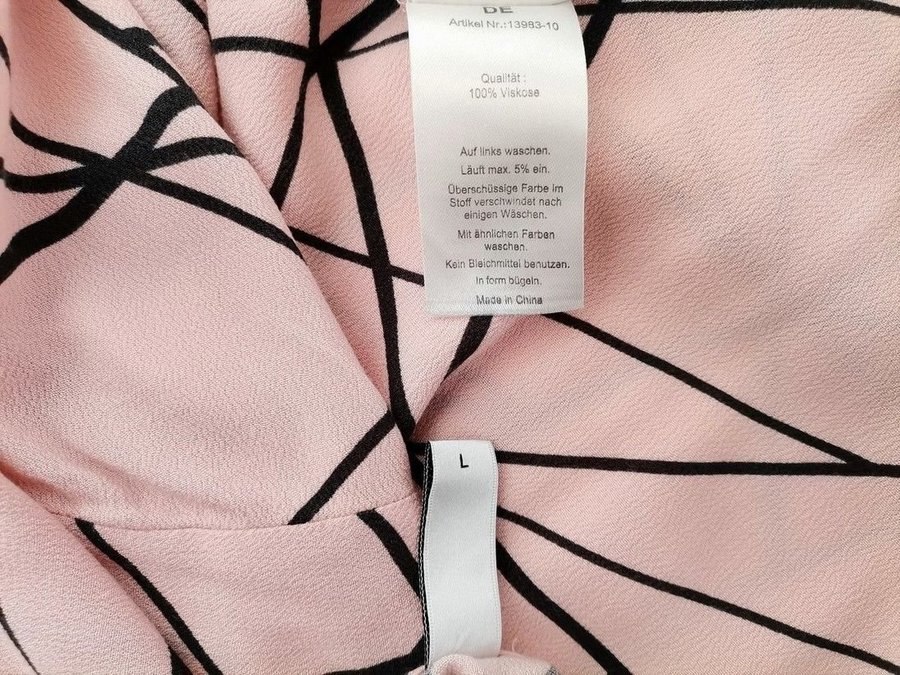 DE
Artikel Nr.:13983-10
Qualität :
100% Viskose
Auf links waschen.
Läuft max. 5% ein.
Überschüssige Farbe im
Stoff verschwindet nach
einigen Wäschen.
Mit ähnlichen Farben
waschen.
Kein Bleichmittel benutzen.
In form bügeln.
Made in China
L